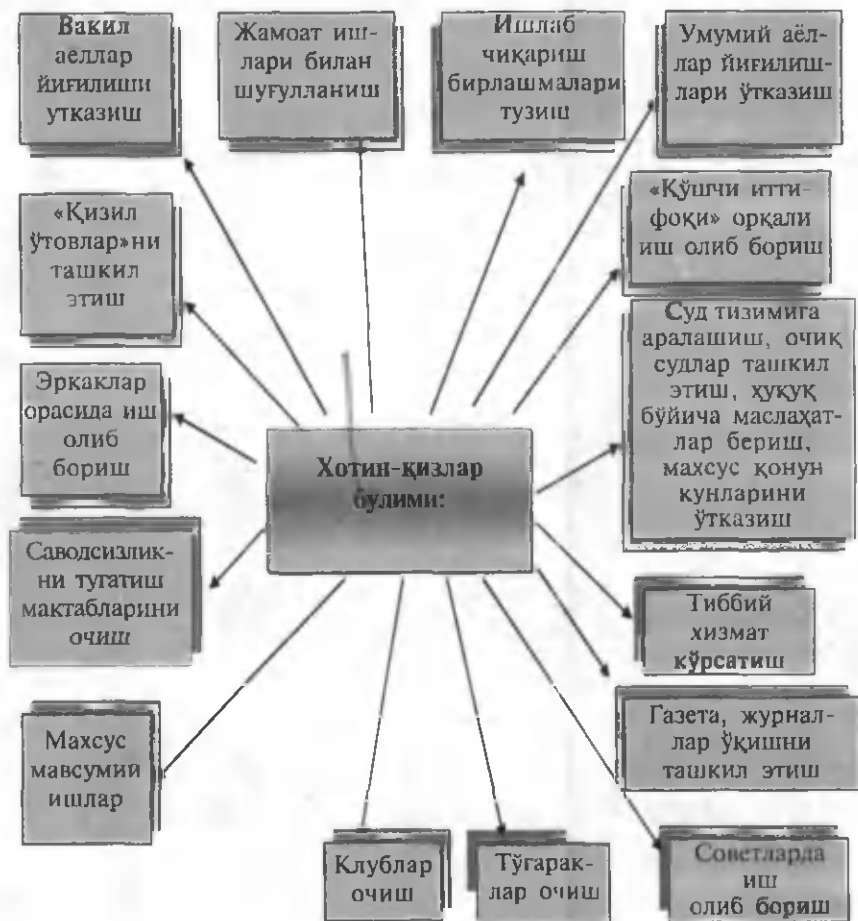 Вакил
аёллар
йиғилиши
утказиш
Жамоат иш-
лари билан
шуғулланиш
Ишлаб
чиқариш
бирлашмалари
тузиш
Умумий аёл-
лар йиғилиш-
лари ўтказиш
«Қизил
ўтовлар»ни
ташкил
этиш
«Қўшчи итти-
фоқи» орқали
иш олиб бориш
Эркаклар
орасида иш
олиб
бориш
Суд тизимига
аралашиш, очиқ
судлар ташкил
этиш, ҳуқуқ
бўйича маслаҳат-
лар бериш,
махсус қонун
кунларини
ўтказиш
Хотин-қизлар
булими:
Саводсизлик-
ни тугатиш
мактабларини
очиш
Тиббий
хизмат
кўрсатиш
Махсус
мавсумий
ишлар
Газета, журнал-
лар ўқишни
ташкил этиш
Клублар
очиш
Тўгарак-
лар очиш
Советларда
иш
олиб бориш